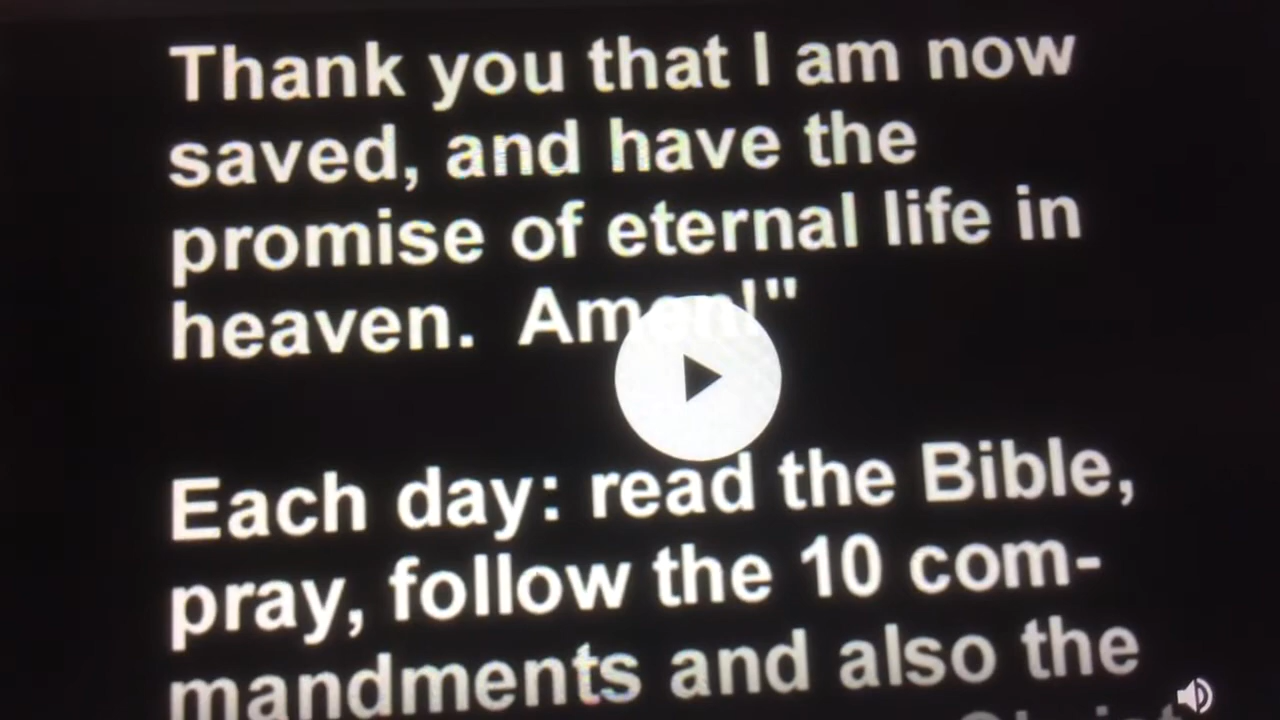 Thank you that I am now
saved, and have the
promise of eternal life in
heaven.  Amen!"
Each day: read the Bible,
pray, follow the 10 com-
mandments and also the